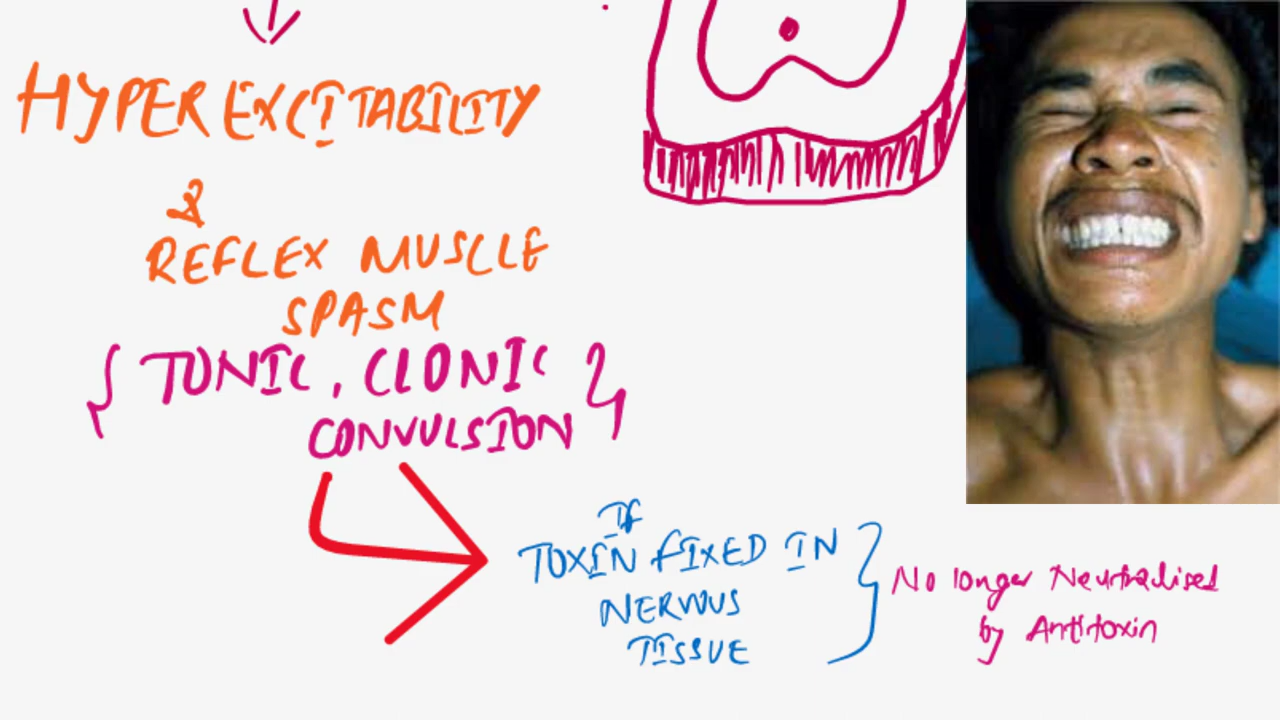 HYPEREXCITABILITY
&
REFLEX MUSCLE
SPASM
{ TONIC, CLONIC }
CONVULSION
If
TOXIN FIXED IN
NERVOUS
TISSUE
No longer Neutralised
by Antitoxin